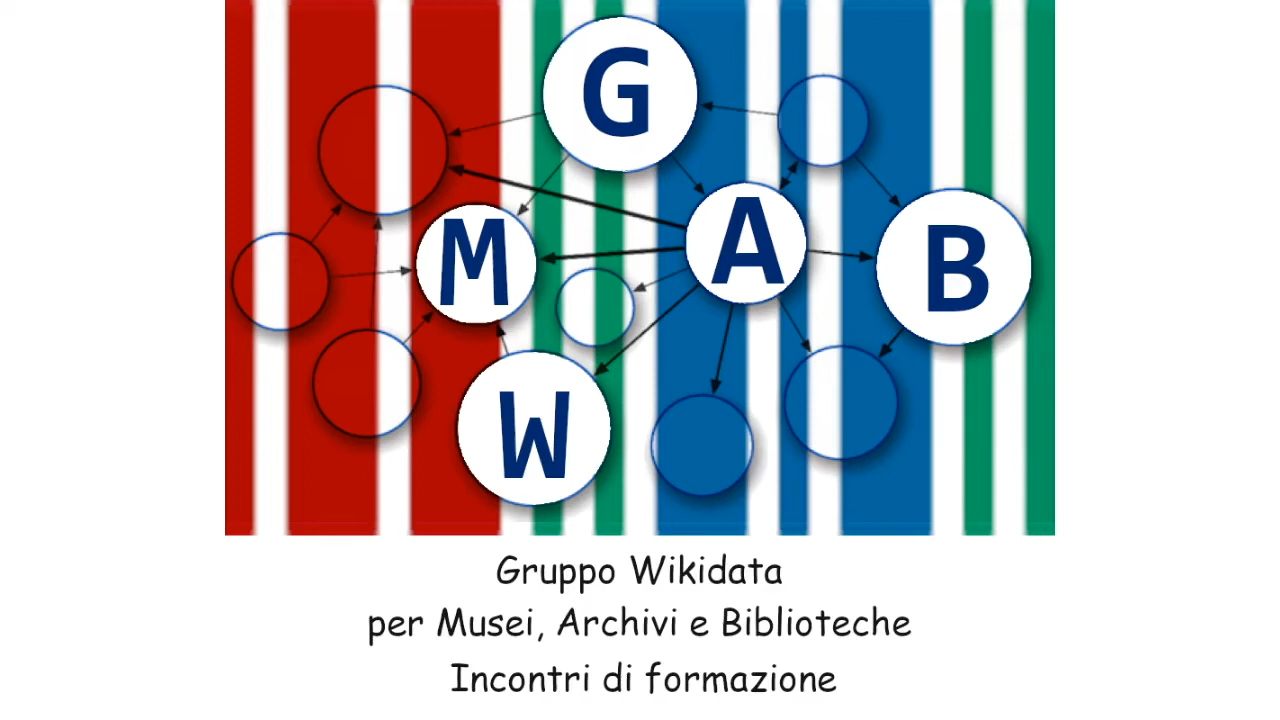 G
A
B
M
W
Gruppo Wikidata
per Musei, Archivi e Biblioteche
Incontri di formazione